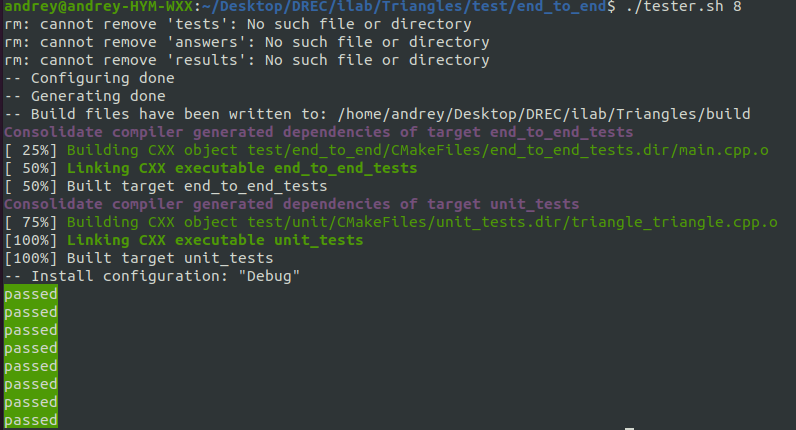 andrey@andrey-HYM-WXX:~/Desktop/DREC/ilab/Triangles/test/end_to_end$ ./tester.sh 8
rm: cannot remove 'tests': No such file or directory
rm: cannot remove 'answers': No such file or directory
rm: cannot remove 'results': No such file or directory
-- Configuring done
-- Generating done
-- Build files have been written to: /home/andrey/Desktop/DREC/ilab/Triangles/build
Consolidate compiler generated dependencies of target end_to_end_tests
[ 25%] Building CXX object test/end_to_end/CMakeFiles/end_to_end_tests.dir/main.cpp.o
[ 50%] Linking CXX executable end_to_end_tests
[ 50%] Built target end_to_end_tests
Consolidate compiler generated dependencies of target unit_tests
[ 75%] Building CXX object test/unit/CMakeFiles/unit_tests.dir/triangle_triangle.cpp.o
[100%] Linking CXX executable unit_tests
[100%] Built target unit_tests
-- Install configuration: "Debug"
passed
passed
passed
passed
passed
passed
passed
passed